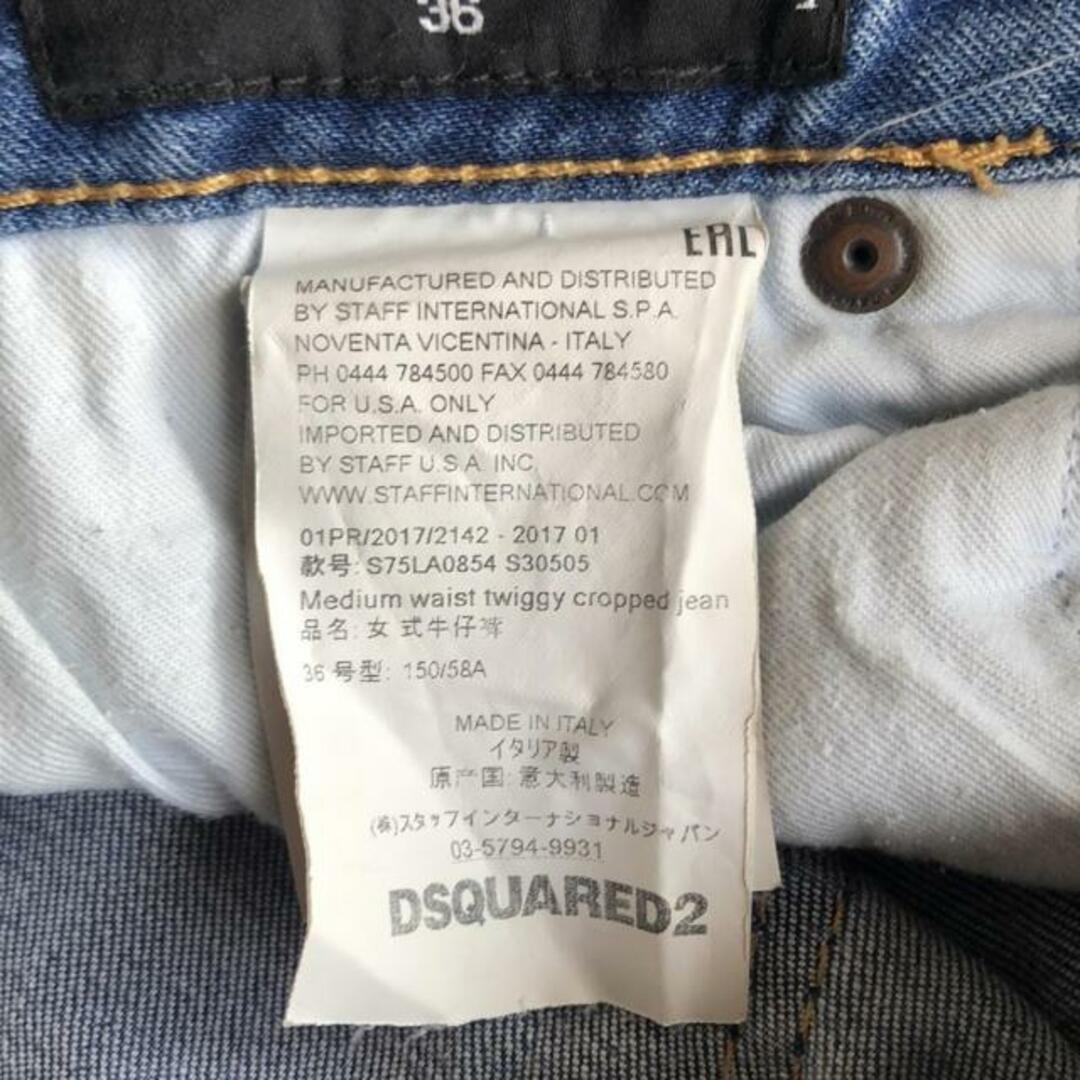 36
EAC
MANUFACTURED AND DISTRIBUTED
BY STAFF INTERNATIONAL S.P.A.
NOVENTA VICENTINA - ITALY
PH 0444 784500 FAX 0444 784580
FOR U.S.A. ONLY
IMPORTED AND DISTRIBUTED
BY STAFF U.S.A. INC.
WWW.STAFFINTERNATIONAL.COM
01PR/2017/2142 - 2017 01
款号: S75LA0854 S30505
Medium waist twiggy cropped jean
品名: 女式牛仔裤
36 号型: 150/58A
MADE IN ITALY
イタリア製
原产国: 意大利製造
(株)スタッフインターナショナルジャパン
03-5794-9931
DSQUARED2